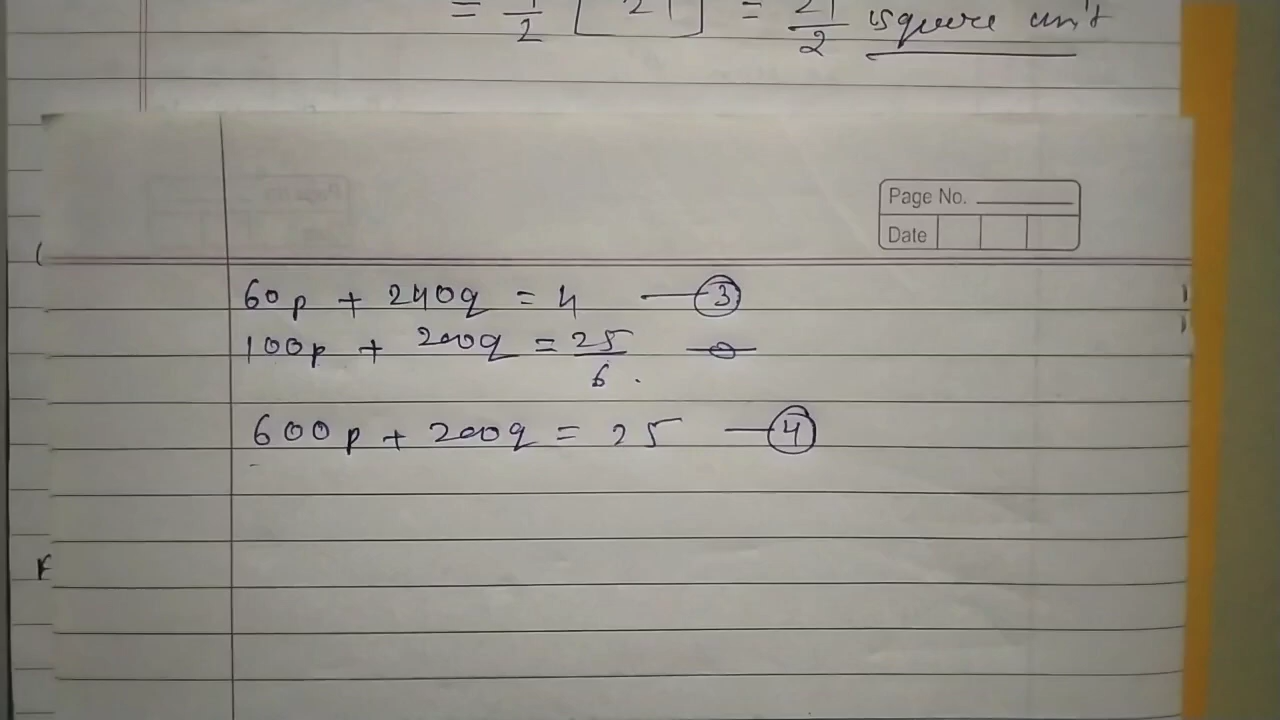 = 1/2 [ 21 ] = 21/2 square unit
Page No.
Date
60p + 240q = 4 —③
100p + 200q = 25/6 .
600p + 200q = 25 —④